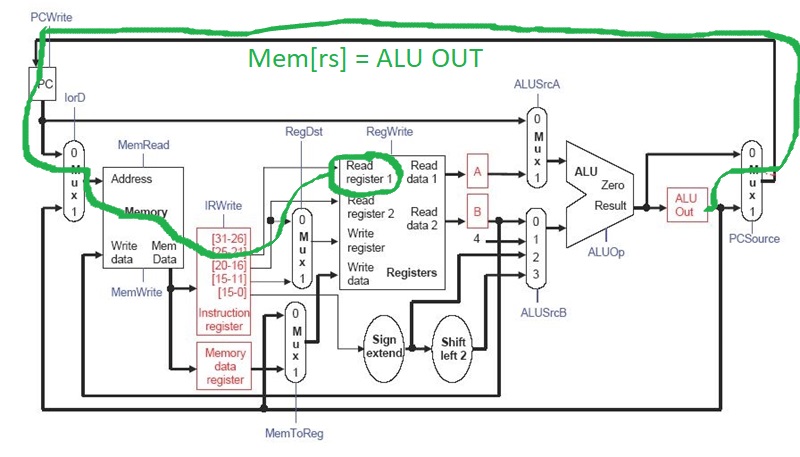 PCWrite
Mem[rs] = ALU OUT
PC
IorD
ALUSrcA
MemRead
RegDst
RegWrite
0
M
u
x
1
Address
Memory
Write
data
Mem
Data
MemWrite
IRWrite
[31-26]
[25-21]
[20-16]
[15-11]
[15-0]
Instruction
register
Memory
data
register
0
M
u
x
1
0
M
u
x
1
MemToReg
Read
register 1
Read
register 2
Write
register
Write
data
Read
data 1
Read
data 2
Registers
Sign
extend
Shift
left 2
A
B
4
0
M
u
x
1
0
1
2
3
ALUSrcB
ALU
Zero
Result
ALUOp
ALU
Out
0
M
u
x
1
PCSource